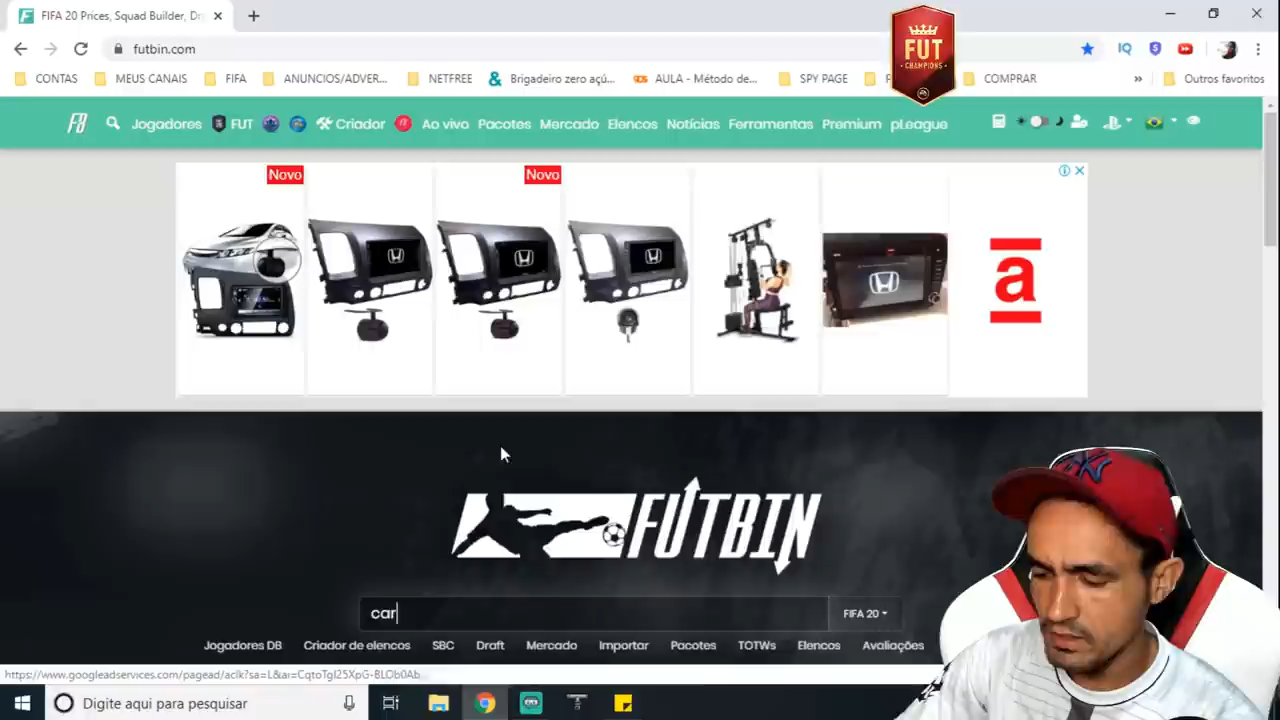 FIFA 20 Prices, Squad Builder, Dr
futbin.com
FUT
CHAMPIONS
CONTAS
MEUS CANAIS
FIFA
ANUNCIOS/ADVER...
NETFREE
Brigadeiro zero açú...
AULA - Método de...
SPY PAGE
COMPRAR
Outros favoritos
Jogadores
FUT
Criador
Ao vivo
Pacotes
Mercado
Elencos
Notícias
Ferramentas
Premium
pLeague
Novo
Novo
a
FUTBIN
car
FIFA 20
Jogadores DB
Criador de elencos
SBC
Draft
Mercado
Importar
Pacotes
TOTWs
Elencos
Avaliações
https://www.googleadservices.com/pagead/aclk?sa=L&ai=CqtoTgI25XpG-BLOb0Ab...
Digite aqui para pesquisar